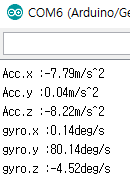 COM6 (Arduino/Ge
Acc.x :-7.79m/s^2
Acc.y :0.04m/s^2
Acc.z :-8.22m/s^2
gyro.x :0.14deg/s
gyro.y :80.14deg/s
gyro.z :-4.52deg/s